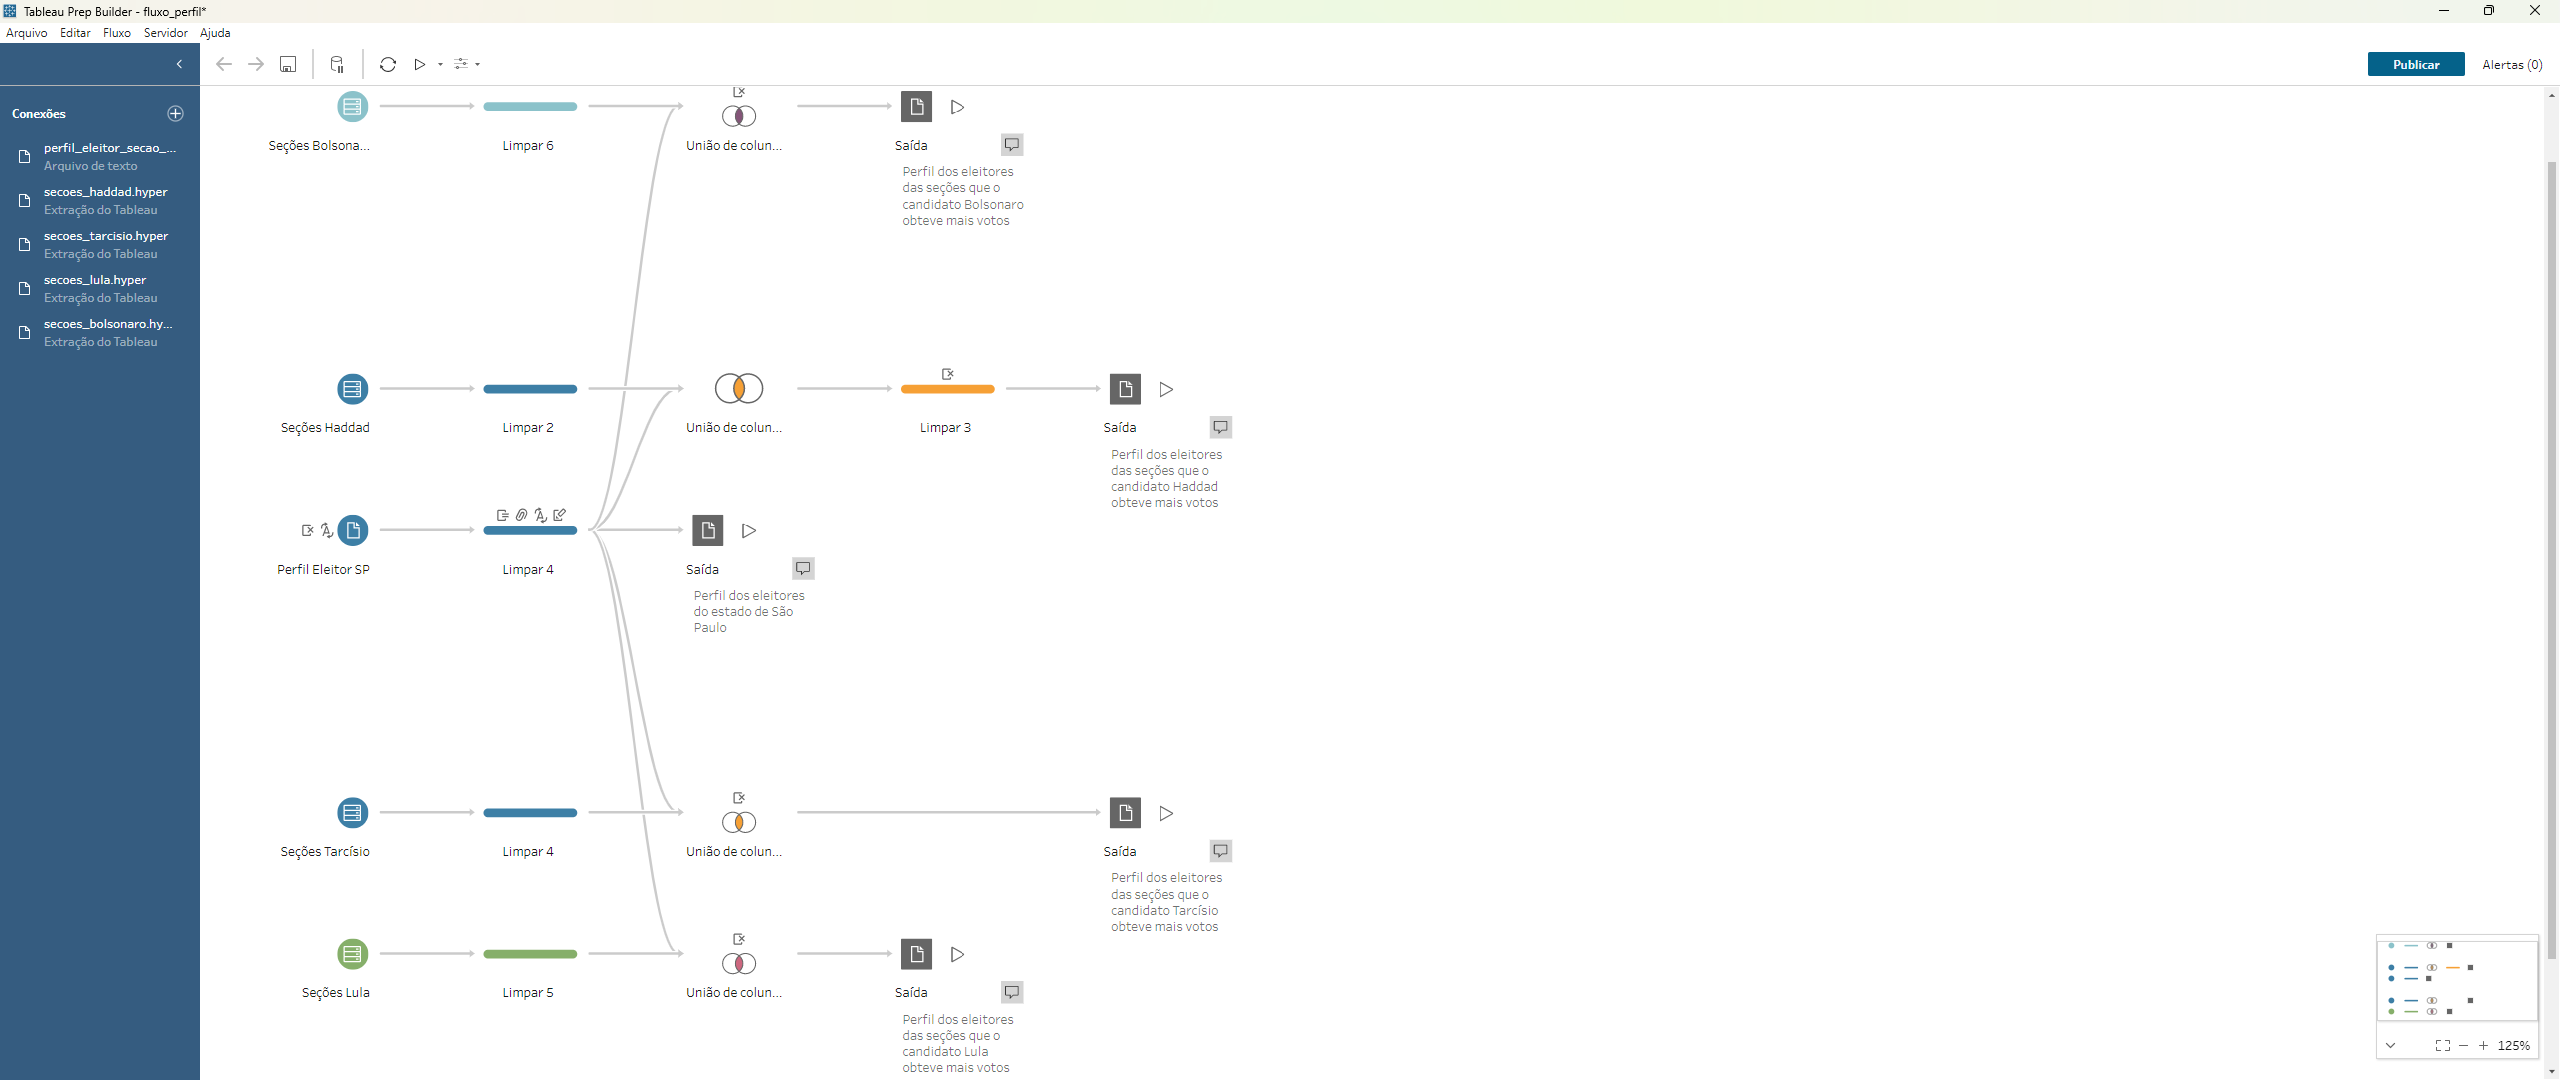 Tableau Prep Builder - fluxo_perfil*
Arquivo Editar Fluxo Servidor Ajuda
Publicar
Alertas (0)
Conexões
perfil_eleitor_secao_...
Arquivo de texto
secoes_haddad.hyper
Extração do Tableau
secoes_tarcisio.hyper
Extração do Tableau
secoes_lula.hyper
Extração do Tableau
secoes_bolsonaro.hy...
Extração do Tableau
Seções Bolsona...
Limpar 6
União de colun...
Saída
Perfil dos eleitores
das seções que o
candidato Bolsonaro
obteve mais votos
Seções Haddad
Limpar 2
União de colun...
Limpar 3
Saída
Perfil dos eleitores
das seções que o
candidato Haddad
obteve mais votos
Perfil Eleitor SP
Limpar 4
Saída
Perfil dos eleitores
do estado de São
Paulo
Seções Tarcísio
Limpar 4
União de colun...
Saída
Perfil dos eleitores
das seções que o
candidato Tarcísio
obteve mais votos
Seções Lula
Limpar 5
União de colun...
Saída
Perfil dos eleitores
das seções que o
candidato Lula
obteve mais votos
125%